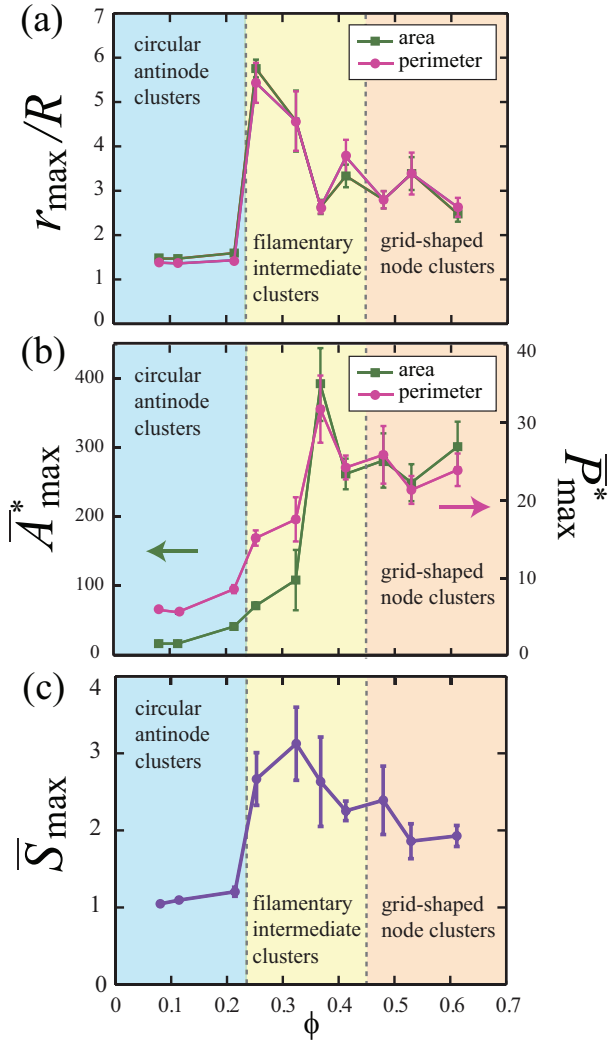 (a)
7
6
5
4
3
2
1
0
r_max/R
circular
antinode
clusters
area
perimeter
filamentary
intermediate
clusters
grid-shaped
node clusters
(b)
400
300
200
100
0
A̅*_max
circular
antinode
clusters
area
perimeter
grid-shaped
node clusters
40
30
20
10
0
P̅*_max
(c)
4
3
2
1
0
S̅_max
circular
antinode
clusters
filamentary
intermediate
clusters
grid-shaped
node clusters
0 0.1 0.2 0.3 0.4 0.5 0.6 0.7
ϕ